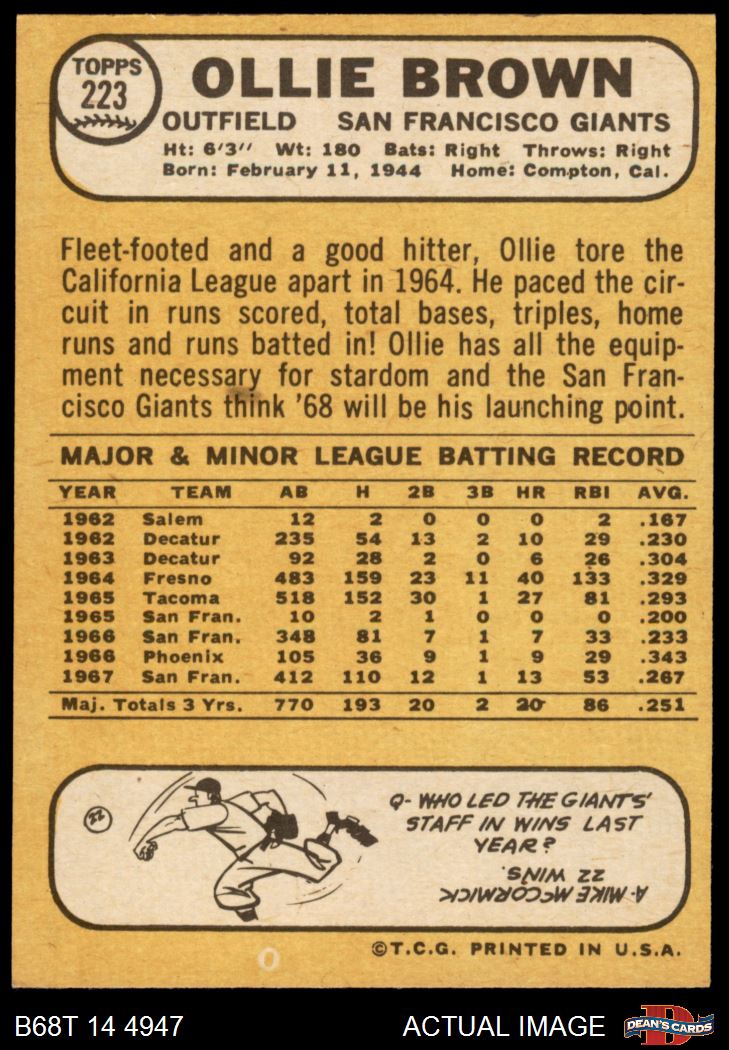 TOPPS
223
OLLIE BROWN
OUTFIELD SAN FRANCISCO GIANTS
Ht: 6'3" Wt: 180 Bats: Right Throws: Right
Born: February 11, 1944 Home: Compton, Cal.
Fleet-footed and a good hitter, Ollie tore the
California League apart in 1964. He paced the cir-
cuit in runs scored, total bases, triples, home
runs and runs batted in! Ollie has all the equip-
ment necessary for stardom and the San Fran-
cisco Giants think '68 will be his launching point.
MAJOR & MINOR LEAGUE BATTING RECORD
YEAR TEAM AB H 2B 3B HR RBI AVG.
1962 Salem 12 2 0 0 0 2 .167
1962 Decatur 235 54 13 2 10 29 .230
1963 Decatur 92 28 2 0 6 26 .304
1964 Fresno 483 159 23 11 40 133 .329
1965 Tacoma 518 152 30 1 27 81 .293
1965 San Fran. 10 2 1 0 0 0 .200
1966 San Fran. 348 81 7 1 7 33 .233
1966 Phoenix 105 36 9 1 9 29 .343
1967 San Fran. 412 110 12 1 13 53 .267
Maj. Totals 3 Yrs. 770 193 20 2 20 86 .251
22
Q- WHO LED THE GIANTS'
STAFF IN WINS LAST
YEAR?
A- MIKE McCORMICK
22 WINS.
©T.C.G. PRINTED IN U.S.A.
B68T 14 4947
ACTUAL IMAGE
DEAN'S CARDS